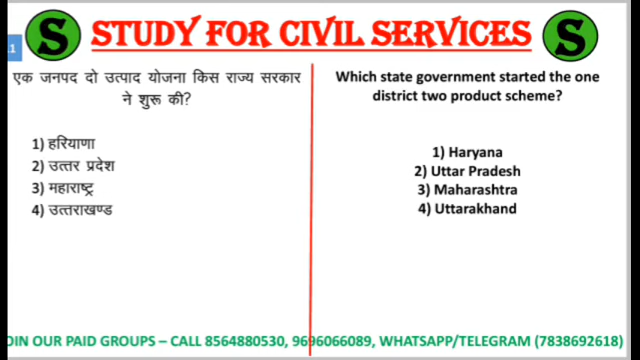 S STUDY FOR CIVIL SERVICES S
1
एक जनपद दो उत्पाद योजना किस राज्य सरकार
ने शुरू की?
1) हरियाणा
2) उत्तर प्रदेश
3) महाराष्ट्र
4) उत्तराखण्ड
Which state government started the one
district two product scheme?
1) Haryana
2) Uttar Pradesh
3) Maharashtra
4) Uttarakhand
OIN OUR PAID GROUPS – CALL 8564880530, 9696066089, WHATSAPP/TELEGRAM (7838692618)